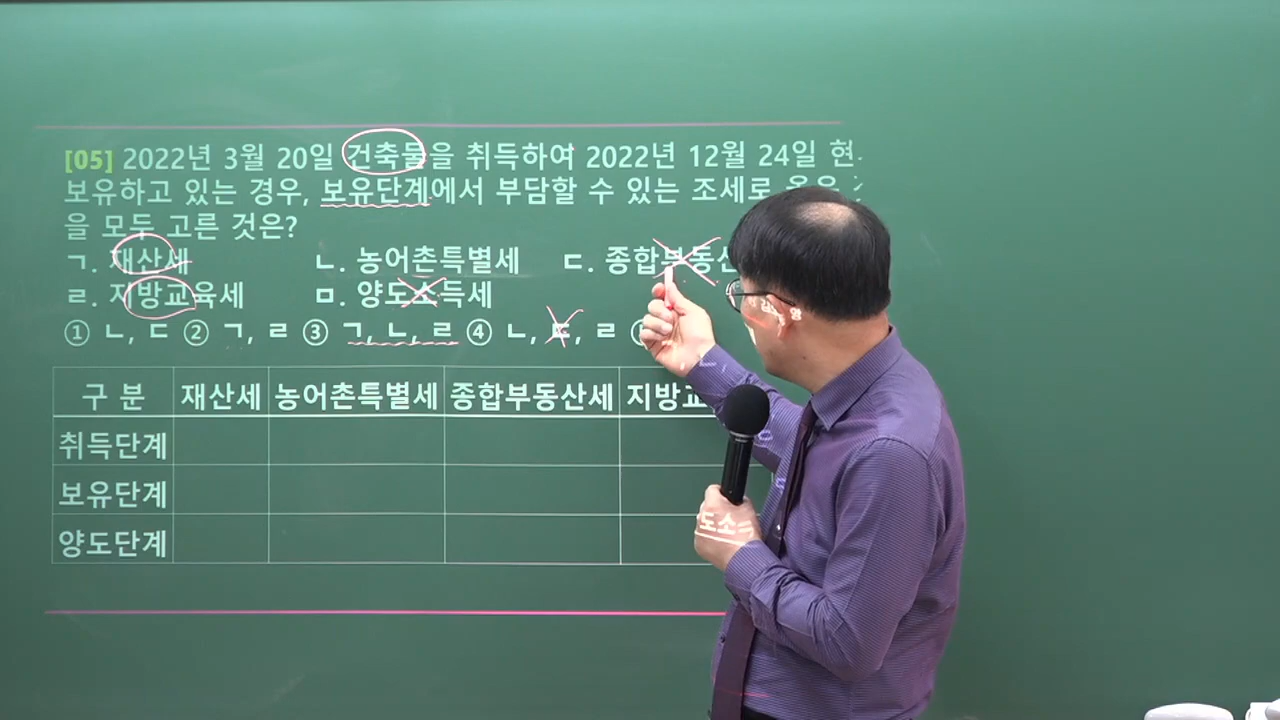 [05] 2022년 3월 20일 건축물을 취득하여 2022년 12월 24일 현
보유하고 있는 경우, 보유단계에서 부담할 수 있는 조세로 옳은
을 모두 고른 것은?
ㄱ. 재산세 ㄴ. 농어촌특별세 ㄷ. 종합부동산
ㄹ. 지방교육세 ㅁ. 양도소득세
① ㄴ, ㄷ ② ㄱ, ㄹ ③ ㄱ, ㄴ, ㄹ ④ ㄴ, ㄷ, ㄹ
구 분 재산세 농어촌특별세 종합부동산세 지방교
취득단계
보유단계
양도단계
도소